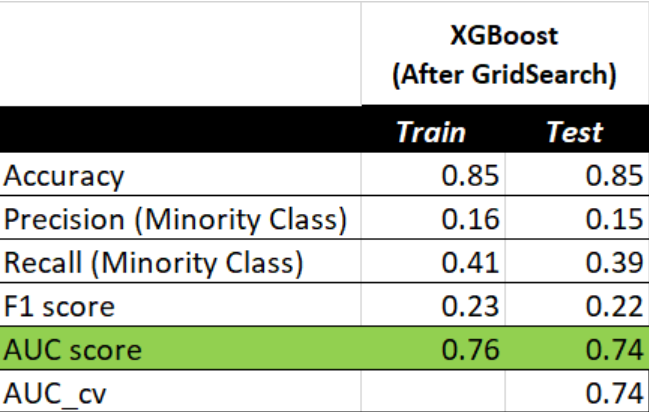 XGBoost
(After GridSearch)
Train Test
Accuracy 0.85 0.85
Precision (Minority Class) 0.16 0.15
Recall (Minority Class) 0.41 0.39
F1 score 0.23 0.22
AUC score 0.76 0.74
AUC_cv 0.74